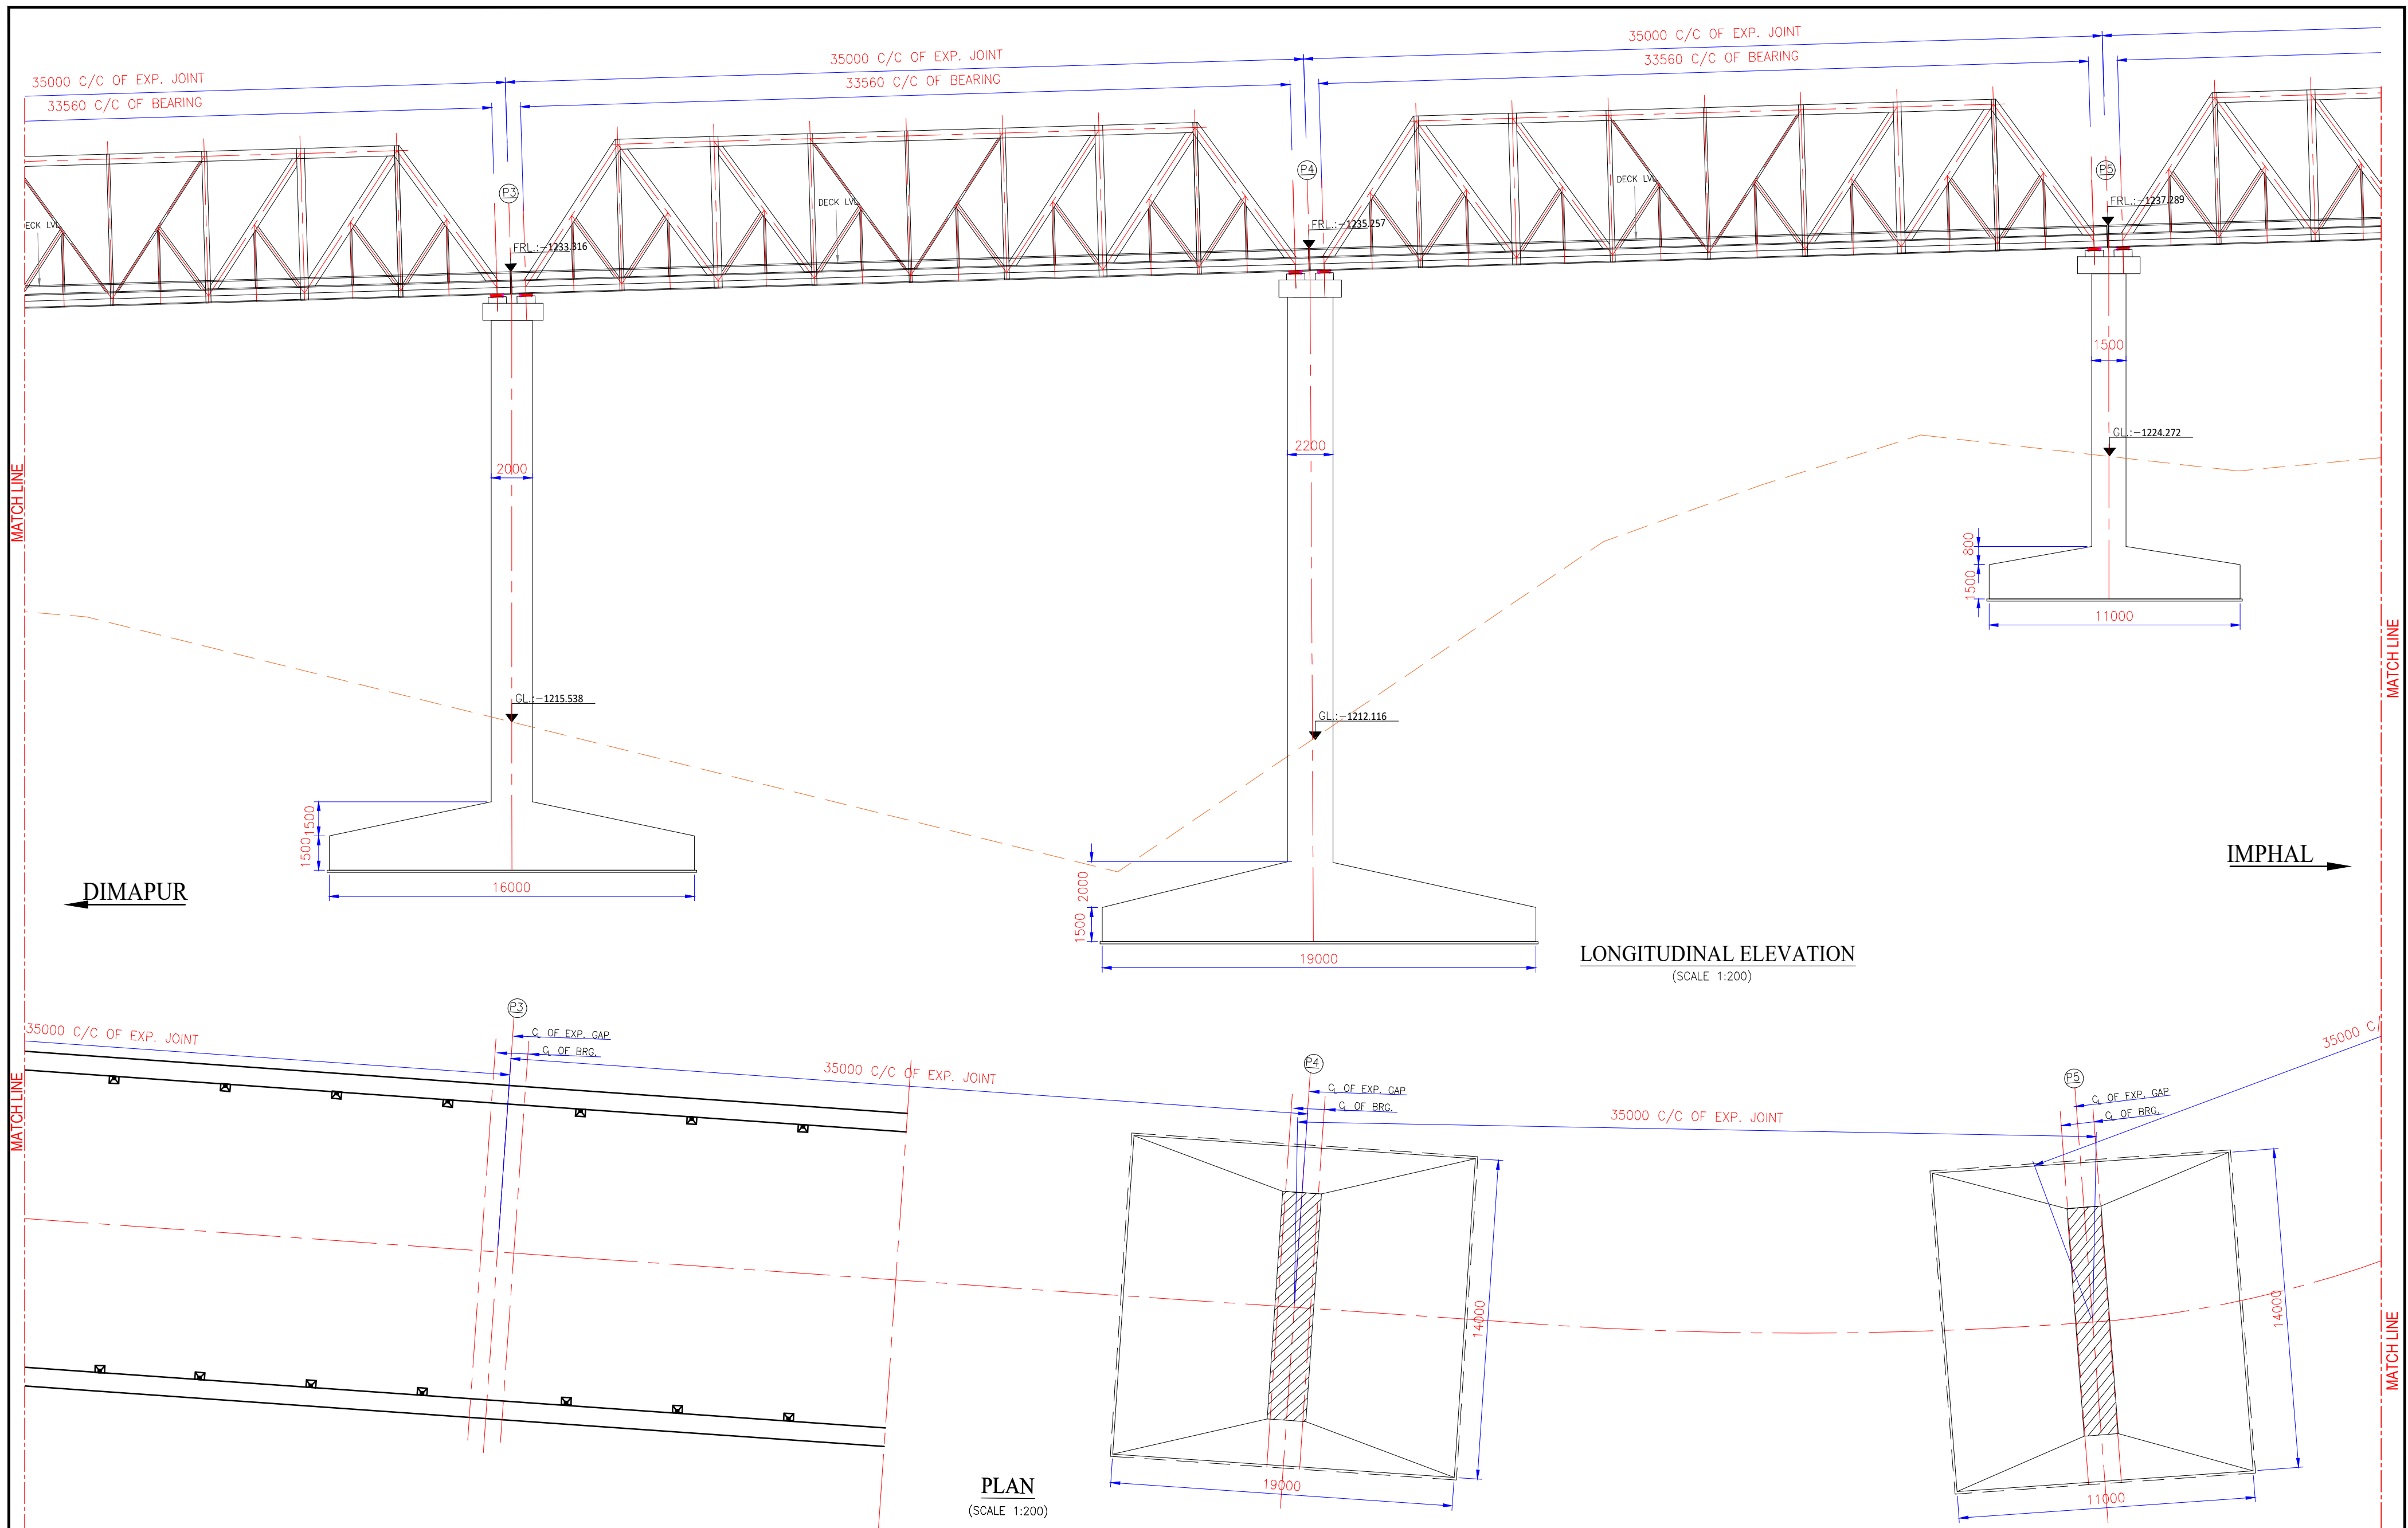 35000 C/C OF EXP. JOINT
35000 C/C OF EXP. JOINT
35000 C/C OF EXP. JOINT
33560 C/C OF BEARING
33560 C/C OF BEARING
33560 C/C OF BEARING
P3
P4
P5
DECK LVL
DECK LVL
ECK LVL
FRL.:-1233.316
FRL.:-1235.257
FRL.:-1237.289
2000
2200
1500
GL.:-1224.272
GL.:-1215.538
GL.:-1212.116
MATCH LINE
MATCH LINE
800
1500
11000
1500
1500
16000
2000
1500
19000
DIMAPUR
IMPHAL
LONGITUDINAL ELEVATION
(SCALE 1:200)
P3
35000 C/C OF EXP. JOINT
C OF EXP. GAP
C OF BRG.
35000 C/C OF EXP. JOINT
P4
C OF EXP. GAP
C OF BRG.
35000 C/C OF EXP. JOINT
P5
C OF EXP. GAP
C OF BRG.
35000 C/
MATCH LINE
MATCH LINE
14000
14000
19000
11000
PLAN
(SCALE 1:200)